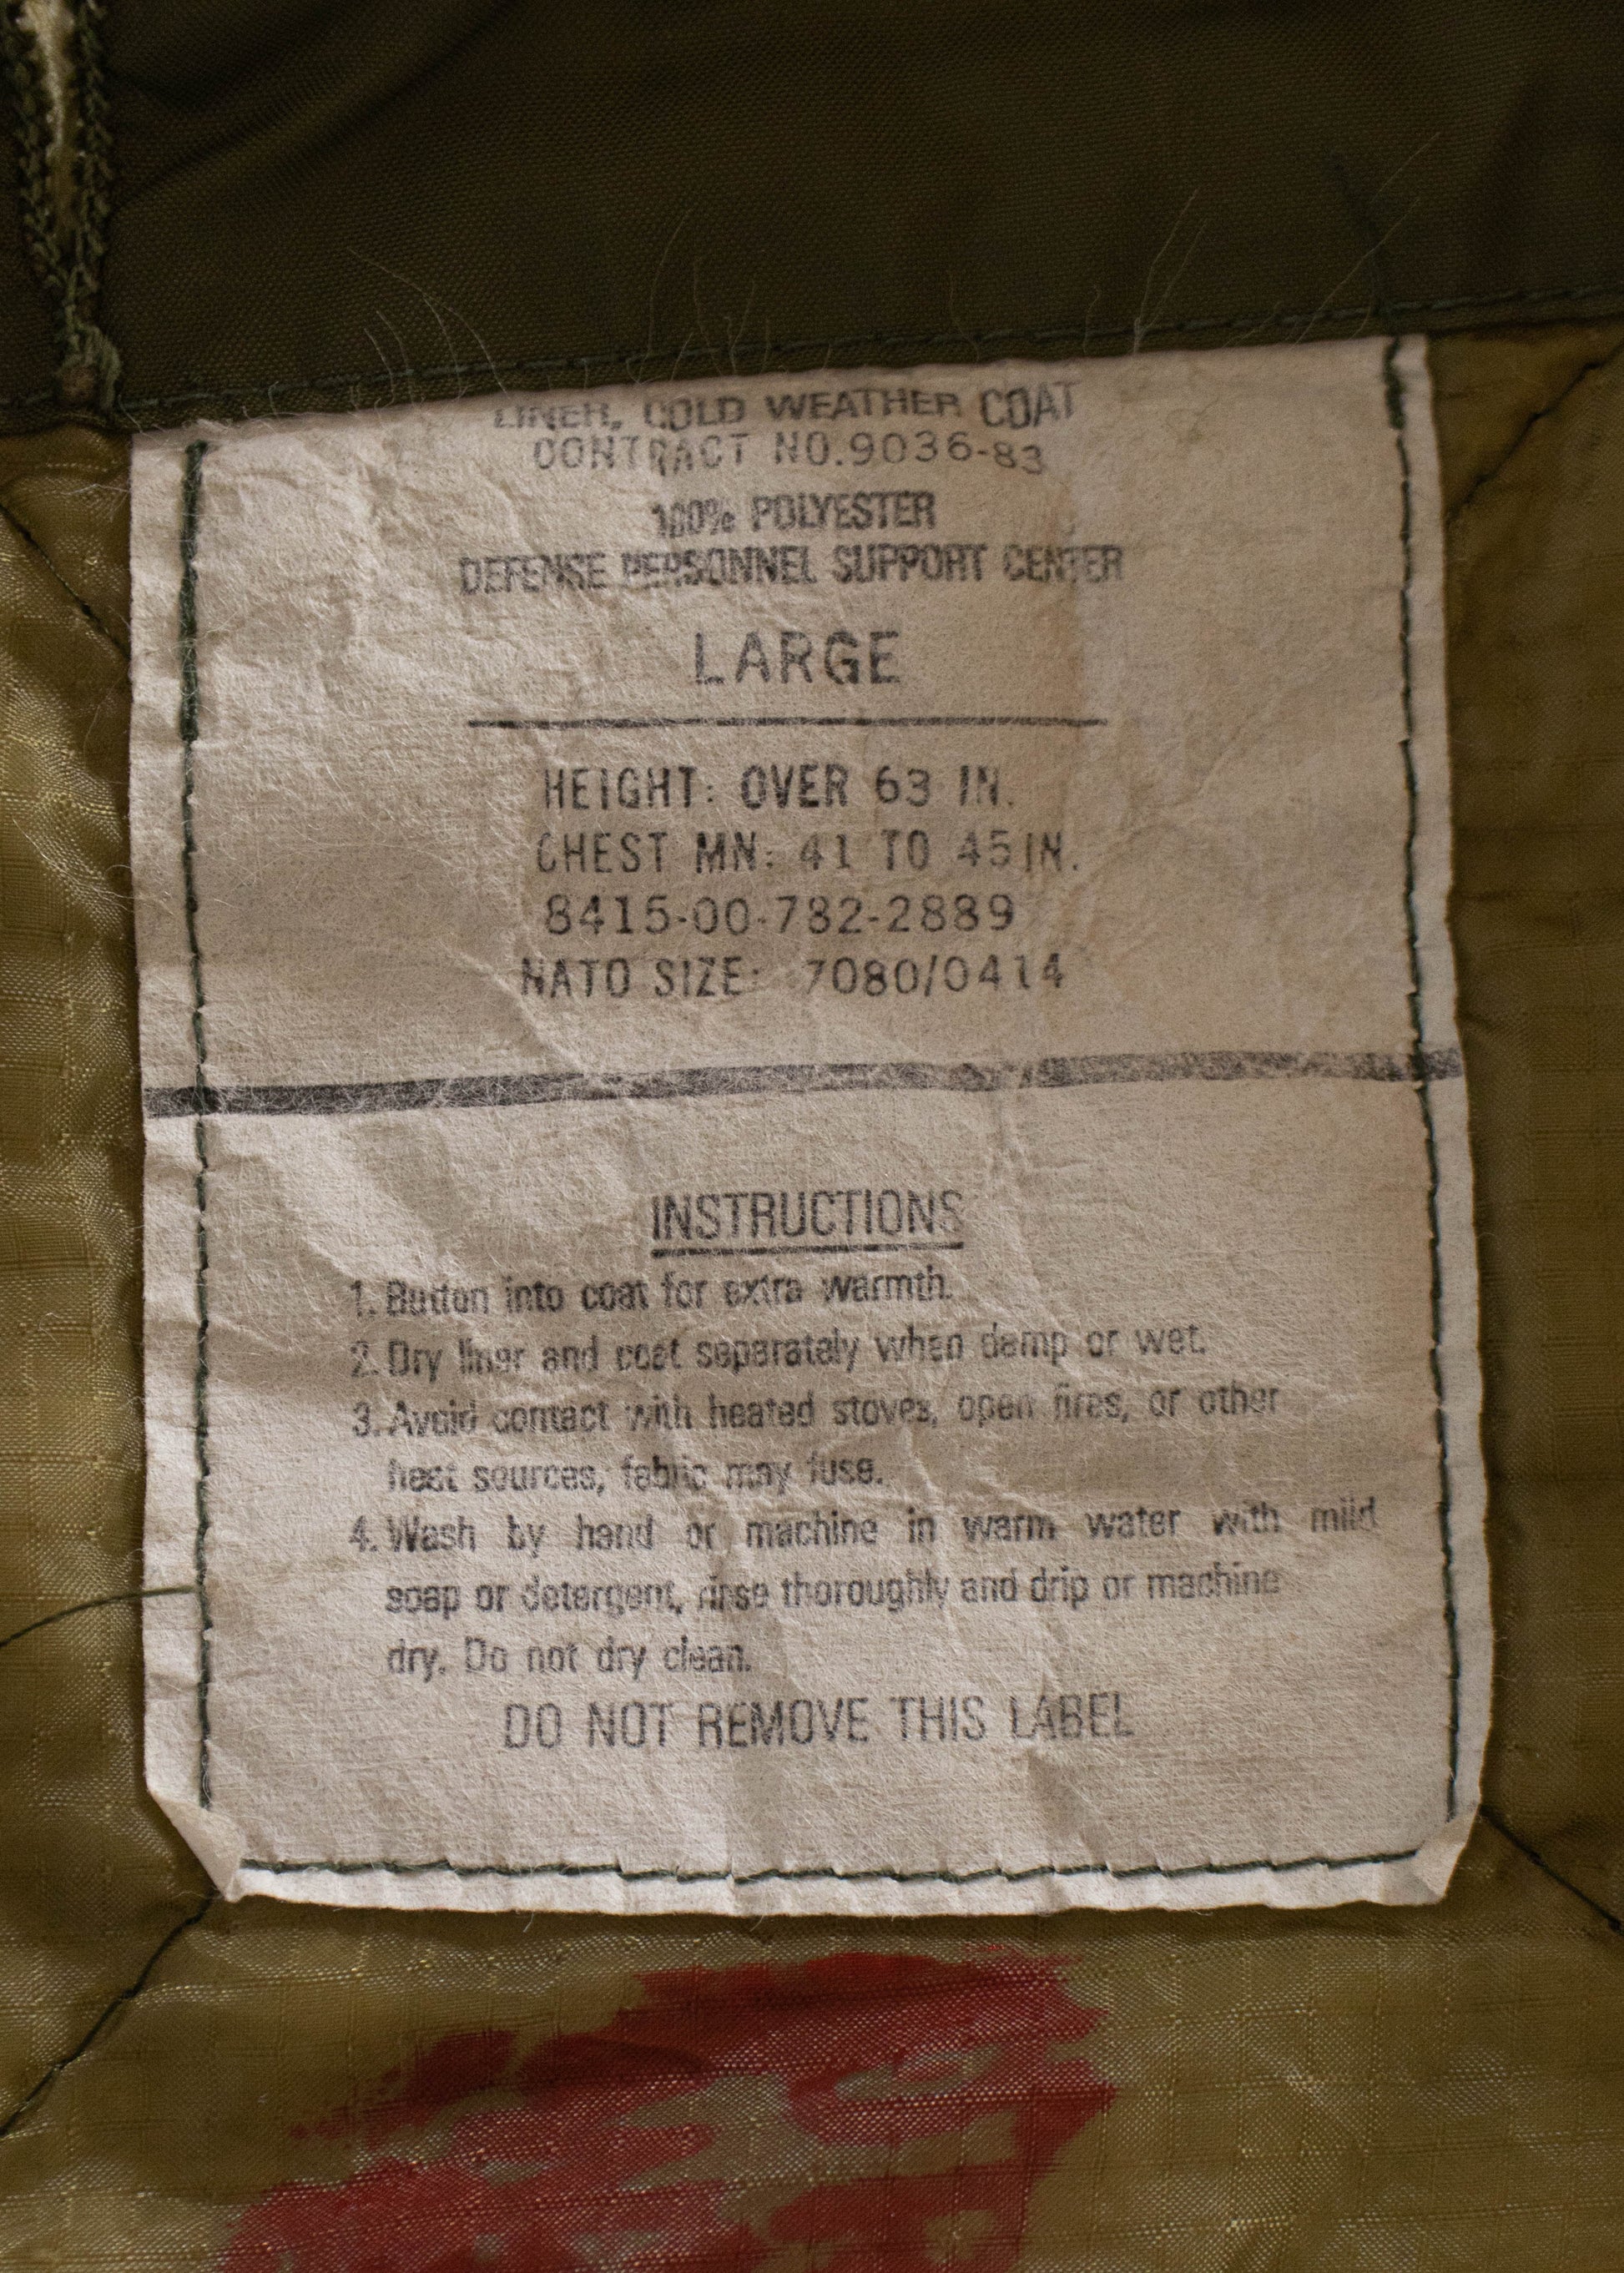 LINER, COLD WEATHER COAT
CONTRACT NO.9036-83
100% POLYESTER
DEFENSE PERSONNEL SUPPORT CENTER
LARGE
HEIGHT: OVER 63 IN.
CHEST MN: 41 TO 45 IN.
8415-00-782-2889
NATO SIZE: 7080/0414
INSTRUCTIONS
1. Button into coat for extra warmth.
2. Dry liner and coat separately when damp or wet.
3. Avoid contact with heated stoves, open fires, or other
heat sources, fabric may fuse.
4. Wash by hand or machine in warm water with mild
soap or detergent, rinse thoroughly and drip or machine
dry. Do not dry clean.
DO NOT REMOVE THIS LABEL